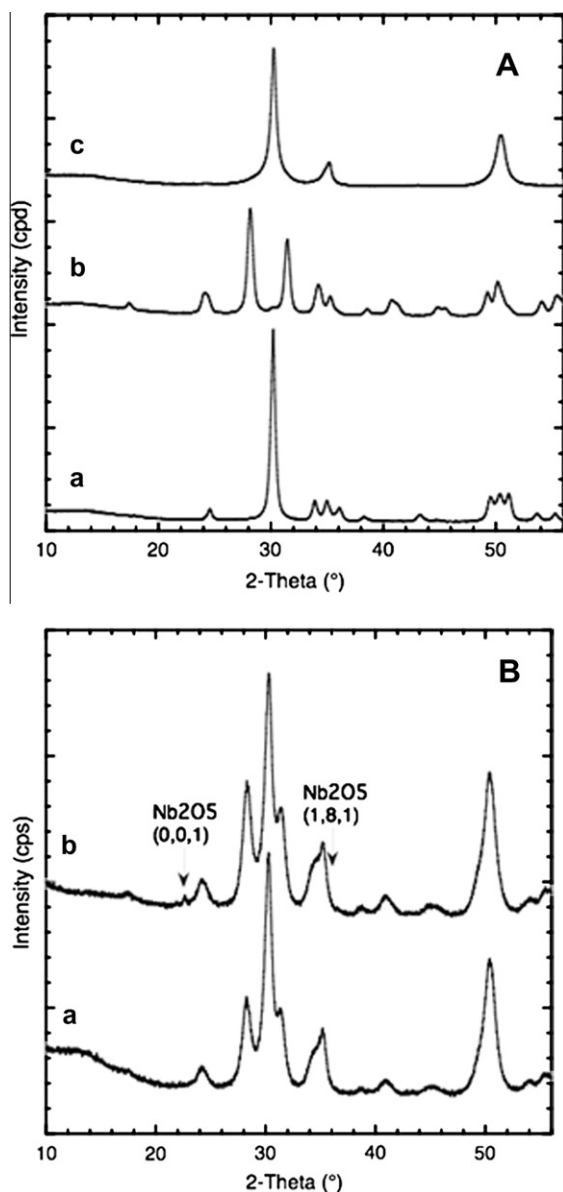 A
c
b
a
Intensity (cpd)
10 20 30 40 50
2-Theta (°)
B
Nb2O5
(0,0,1)
Nb2O5
(1,8,1)
b
a
Intensity (cps)
10 20 30 40 50
2-Theta (°)